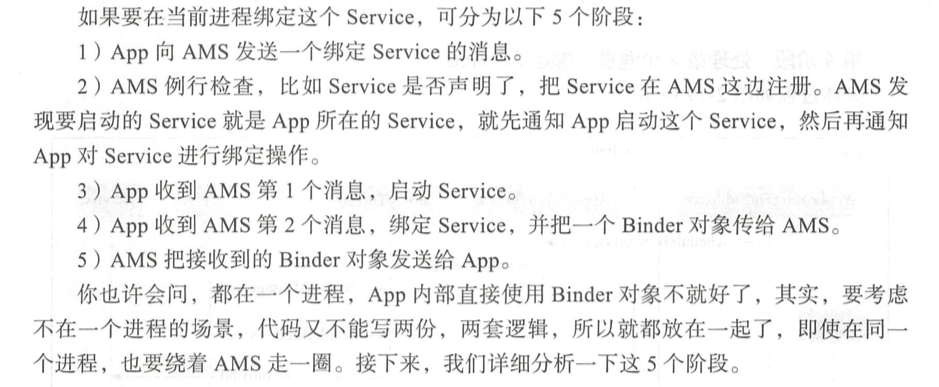 如果要在当前进程绑定这个 Service，可分为以下 5 个阶段：
1）App 向 AMS 发送一个绑定 Service 的消息。
2）AMS 例行检查，比如 Service 是否声明了，把 Service 在 AMS 这边注册。AMS 发
现要启动的 Service 就是 App 所在的 Service，就先通知 App 启动这个 Service，然后再通知
App 对 Service 进行绑定操作。
3）App 收到 AMS 第 1 个消息，启动 Service。
4）App 收到 AMS 第 2 个消息，绑定 Service，并把一个 Binder 对象传给 AMS。
5）AMS 把接收到的 Binder 对象发送给 App。
你也许会问，都在一个进程，App 内部直接使用 Binder 对象不就好了，其实，要考虑
不在一个进程的场景，代码又不能写两份，两套逻辑，所以就都放在一起了，即使在同一
个进程，也要绕着 AMS 走一圈。接下来，我们详细分析一下这 5 个阶段。